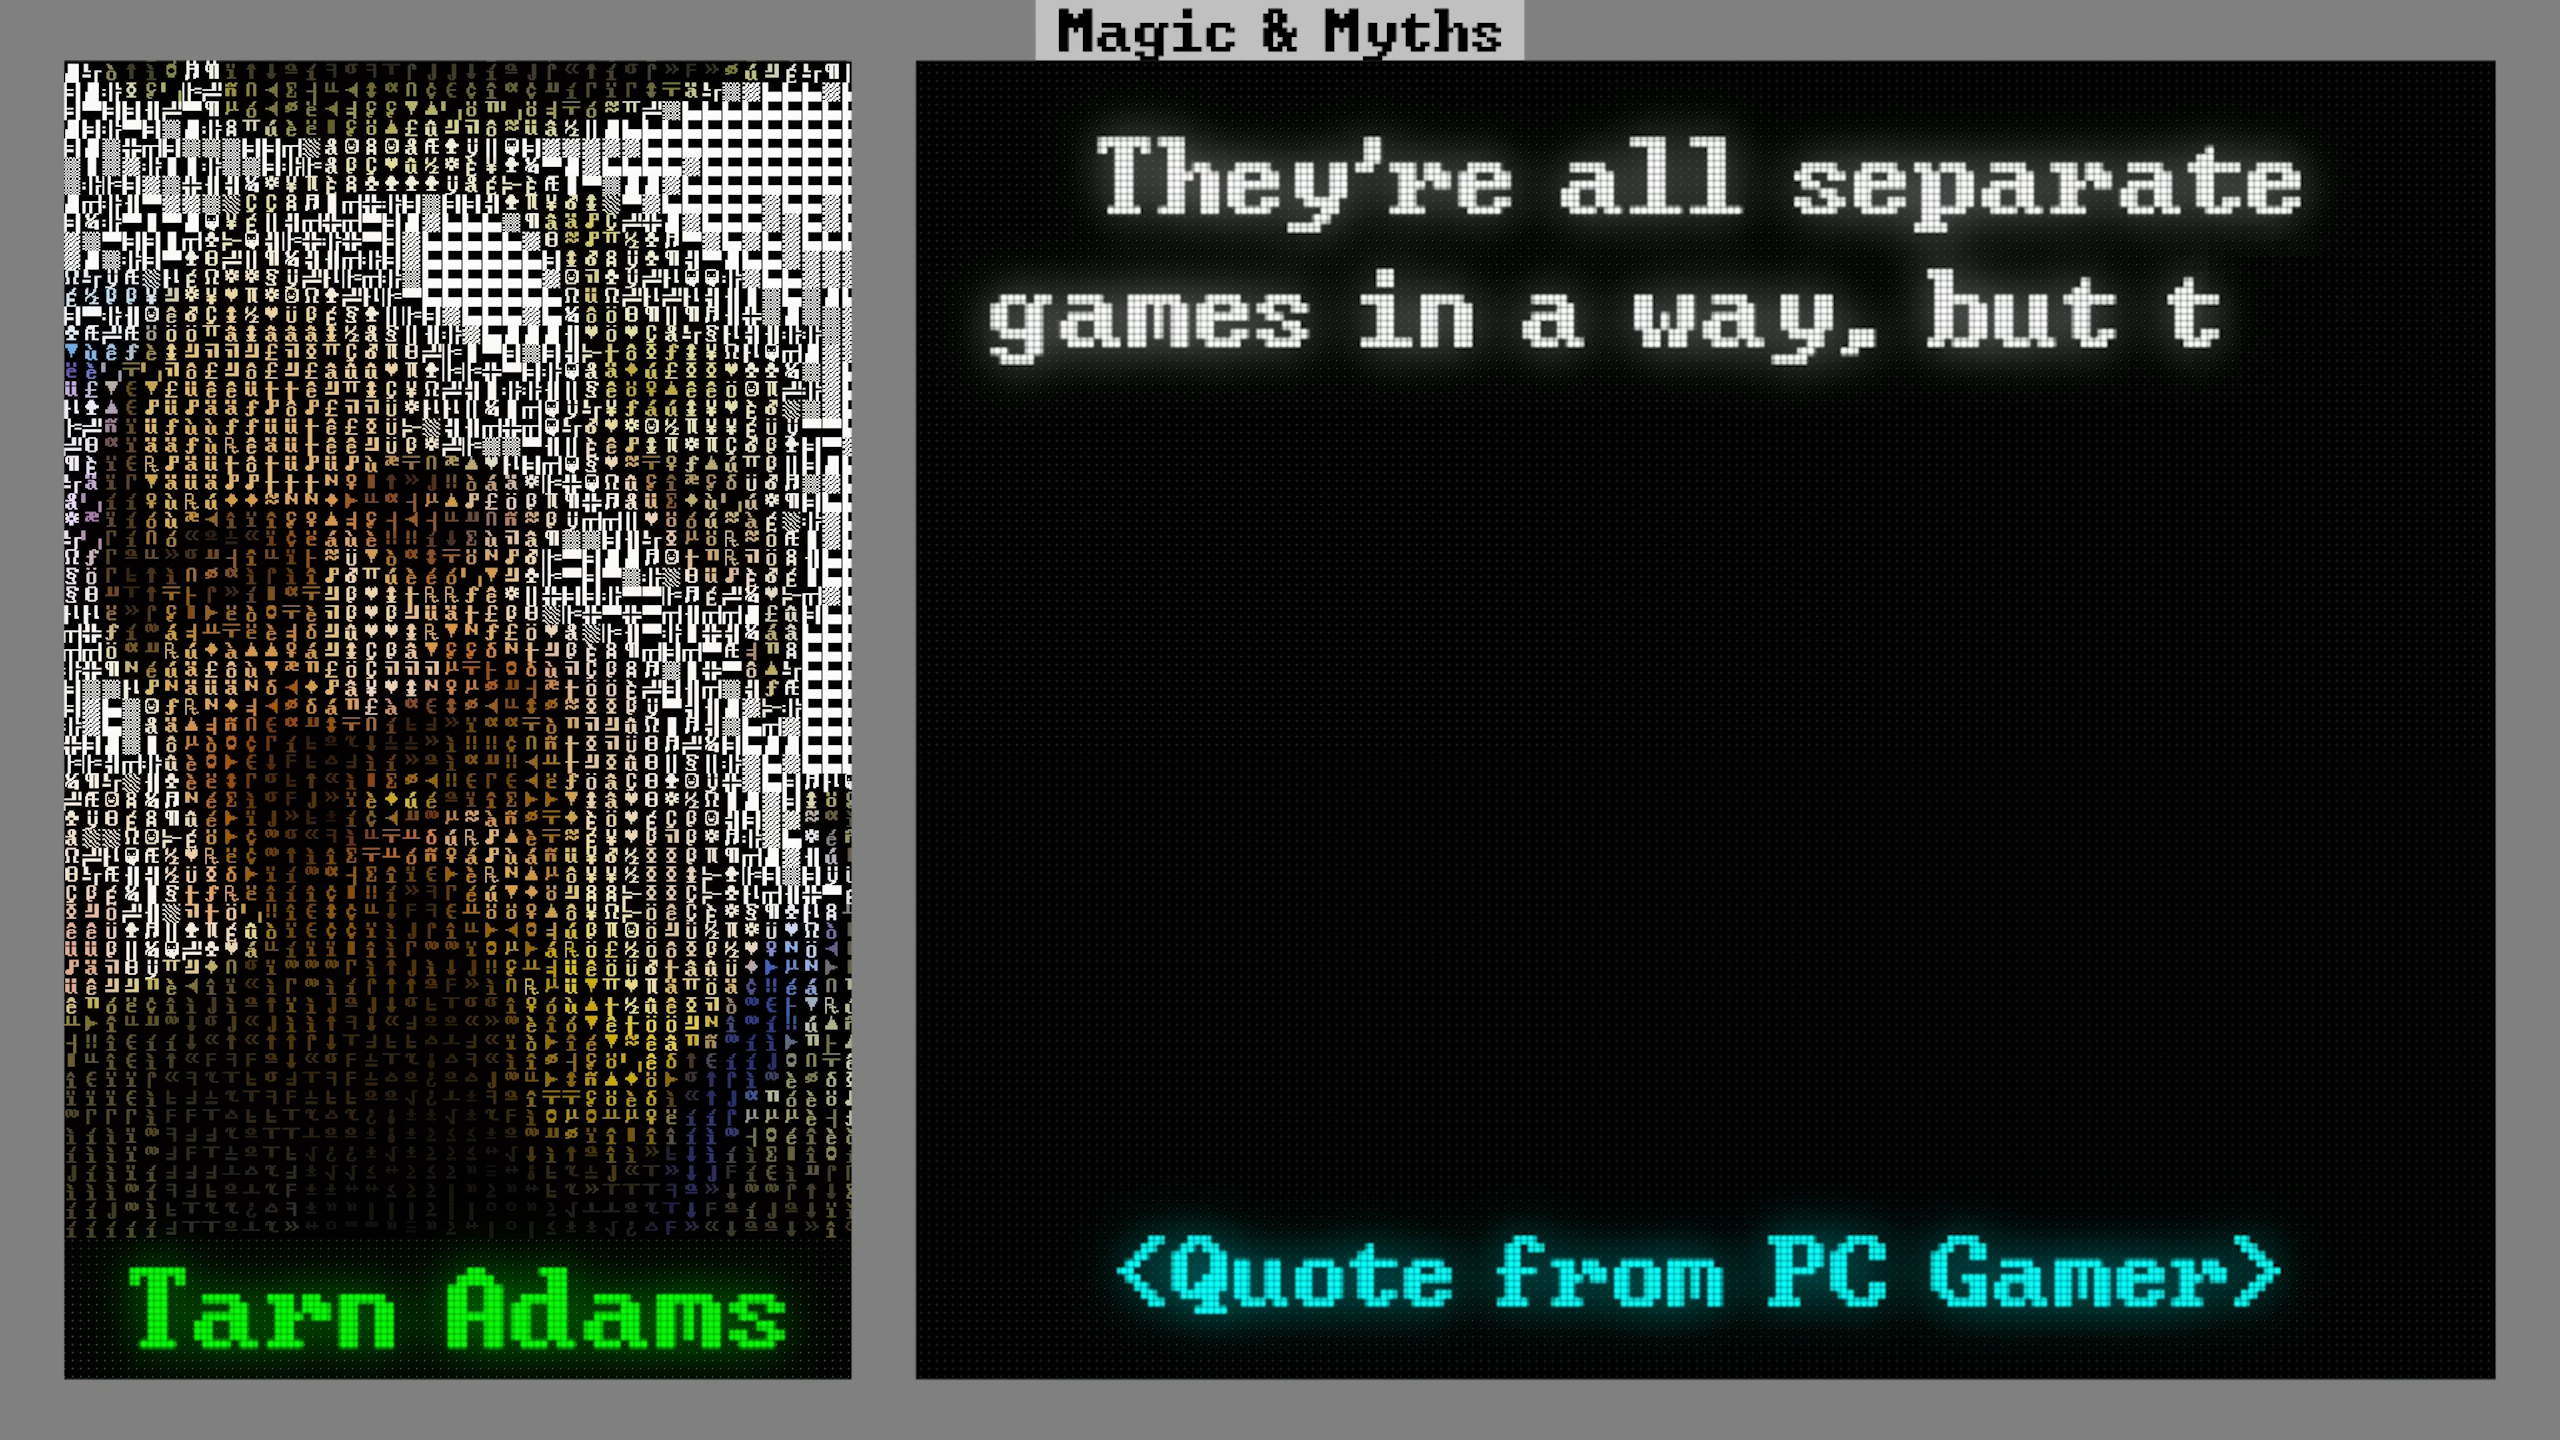 Magic & Myths
They're all separate
games in a way, but t
<Quote from PC Gamer>
Tarn Adams